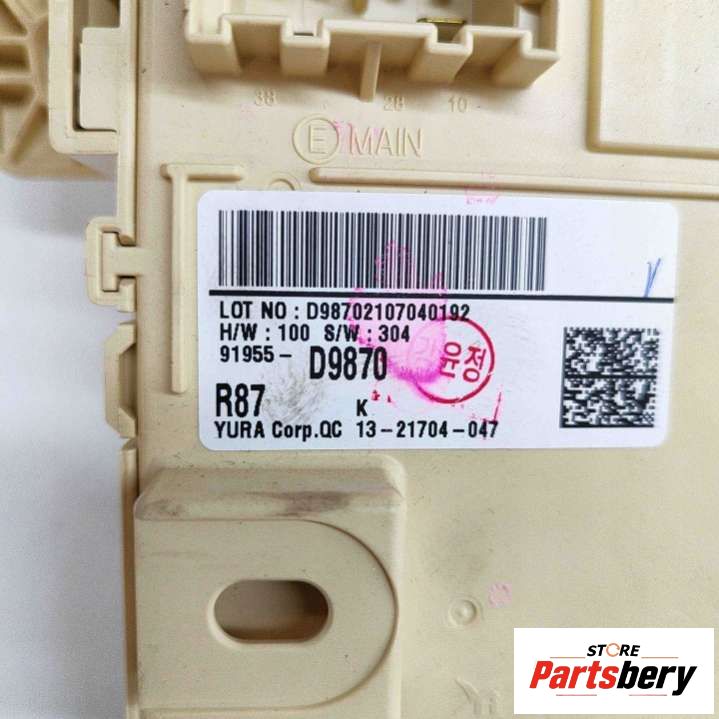 38 28 10
E MAIN
LOT NO : D98702107040192
H/W : 100 S/W : 304
91955- D9870
유정
R87 K
YURA Corp.QC 13-21704-047
STORE
Partsbery